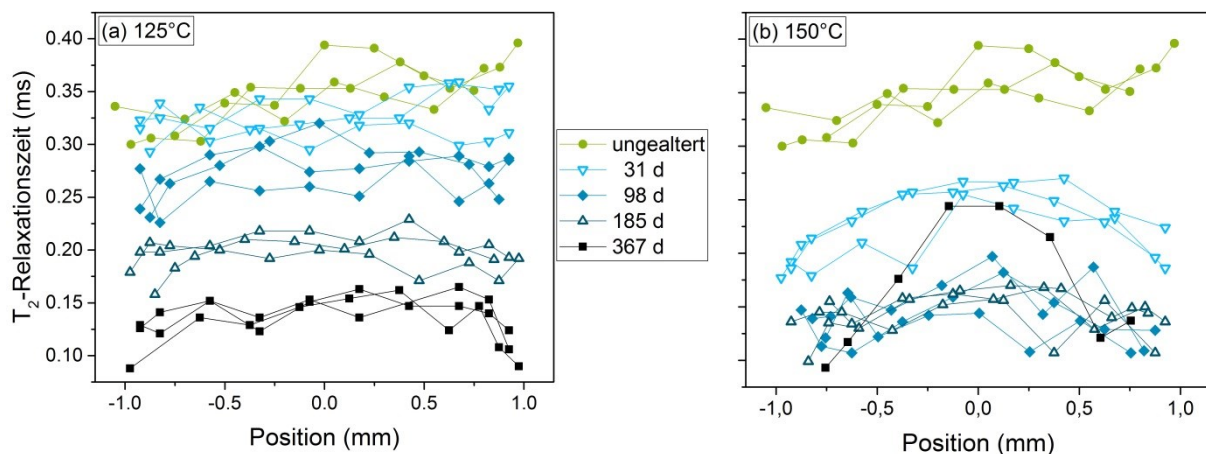 (a) 125°C
(b) 150°C
T2-Relaxationszeit (ms)
0.40
0.35
0.30
0.25
0.20
0.15
0.10
ungealtert
31 d
98 d
185 d
367 d
-1.0 -0.5 0.0 0.5 1.0
Position (mm)
-1,0 -0,5 0,0 0,5 1,0
Position (mm)